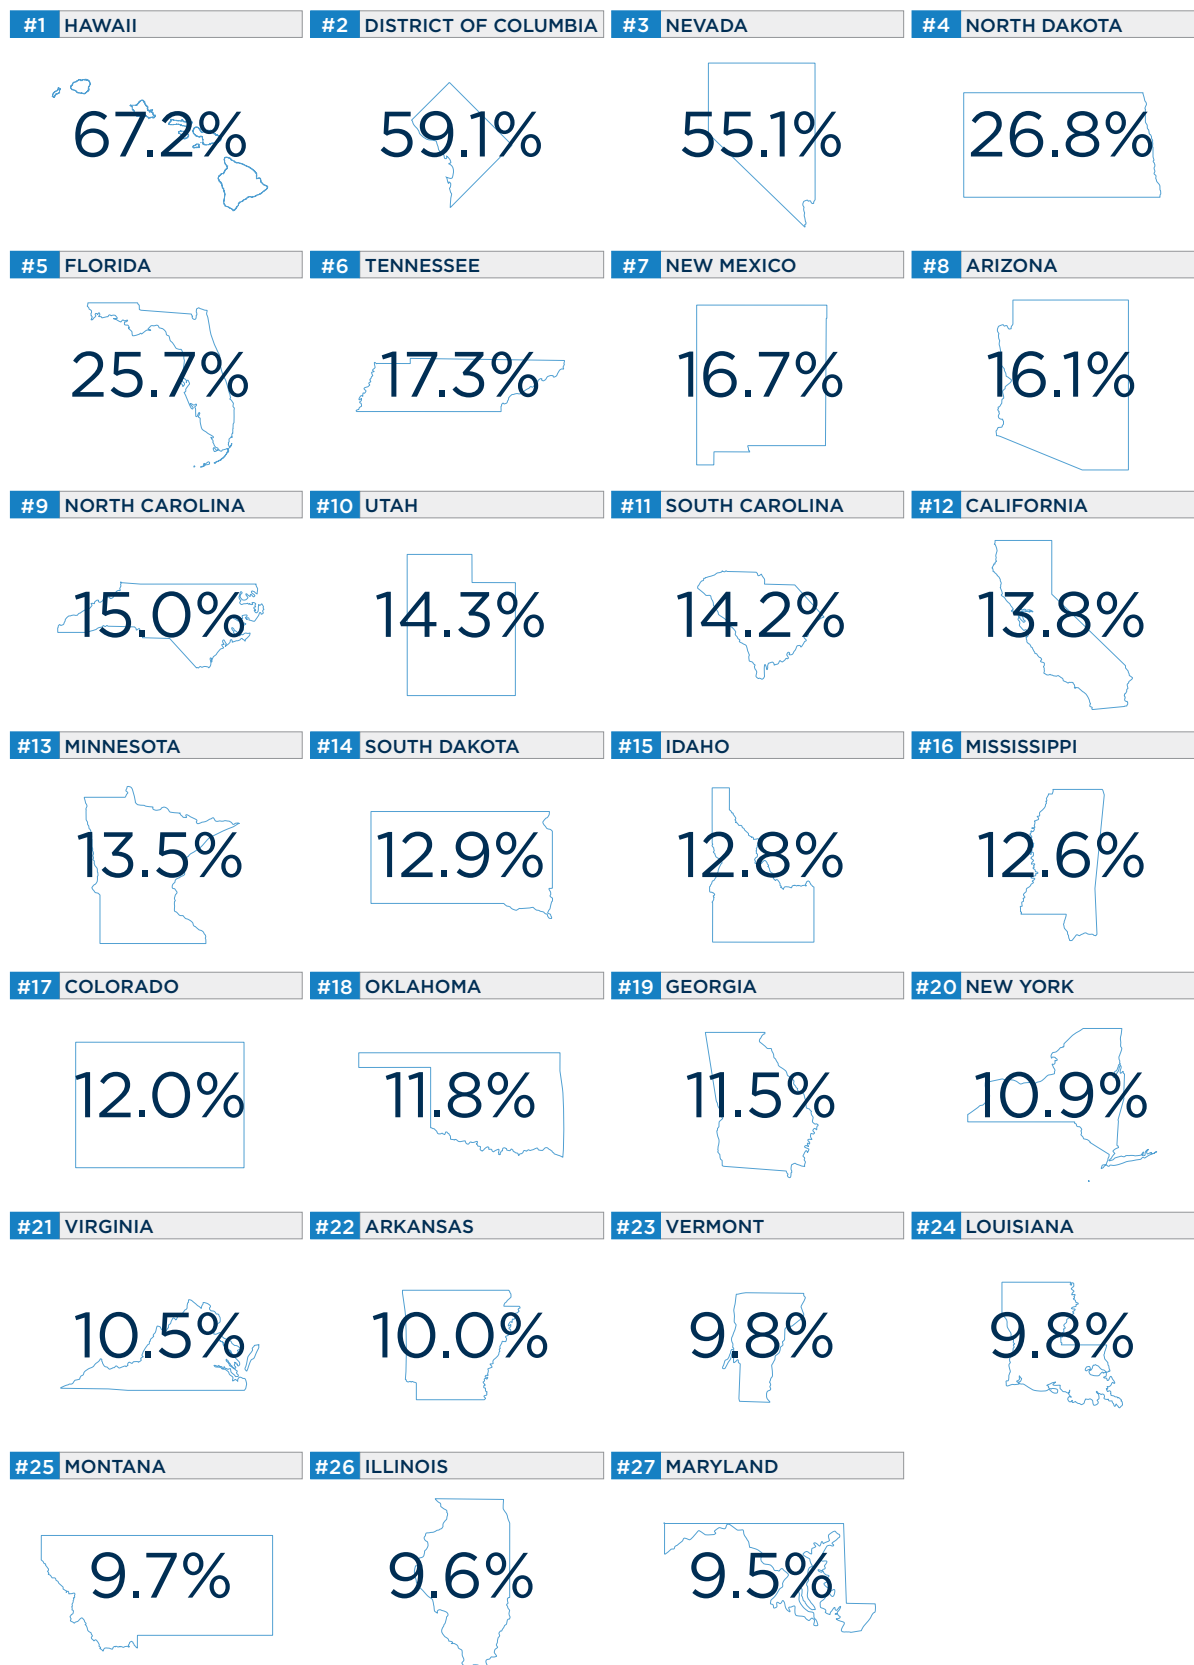 #1 HAWAII
67.2%
#2 DISTRICT OF COLUMBIA
59.1%
#3 NEVADA
55.1%
#4 NORTH DAKOTA
26.8%
#5 FLORIDA
25.7%
#6 TENNESSEE
17.3%
#7 NEW MEXICO
16.7%
#8 ARIZONA
16.1%
#9 NORTH CAROLINA
15.0%
#10 UTAH
14.3%
#11 SOUTH CAROLINA
14.2%
#12 CALIFORNIA
13.8%
#13 MINNESOTA
13.5%
#14 SOUTH DAKOTA
12.9%
#15 IDAHO
12.8%
#16 MISSISSIPPI
12.6%
#17 COLORADO
12.0%
#18 OKLAHOMA
11.8%
#19 GEORGIA
11.5%
#20 NEW YORK
10.9%
#21 VIRGINIA
10.5%
#22 ARKANSAS
10.0%
#23 VERMONT
9.8%
#24 LOUISIANA
9.8%
#25 MONTANA
9.7%
#26 ILLINOIS
9.6%
#27 MARYLAND
9.5%